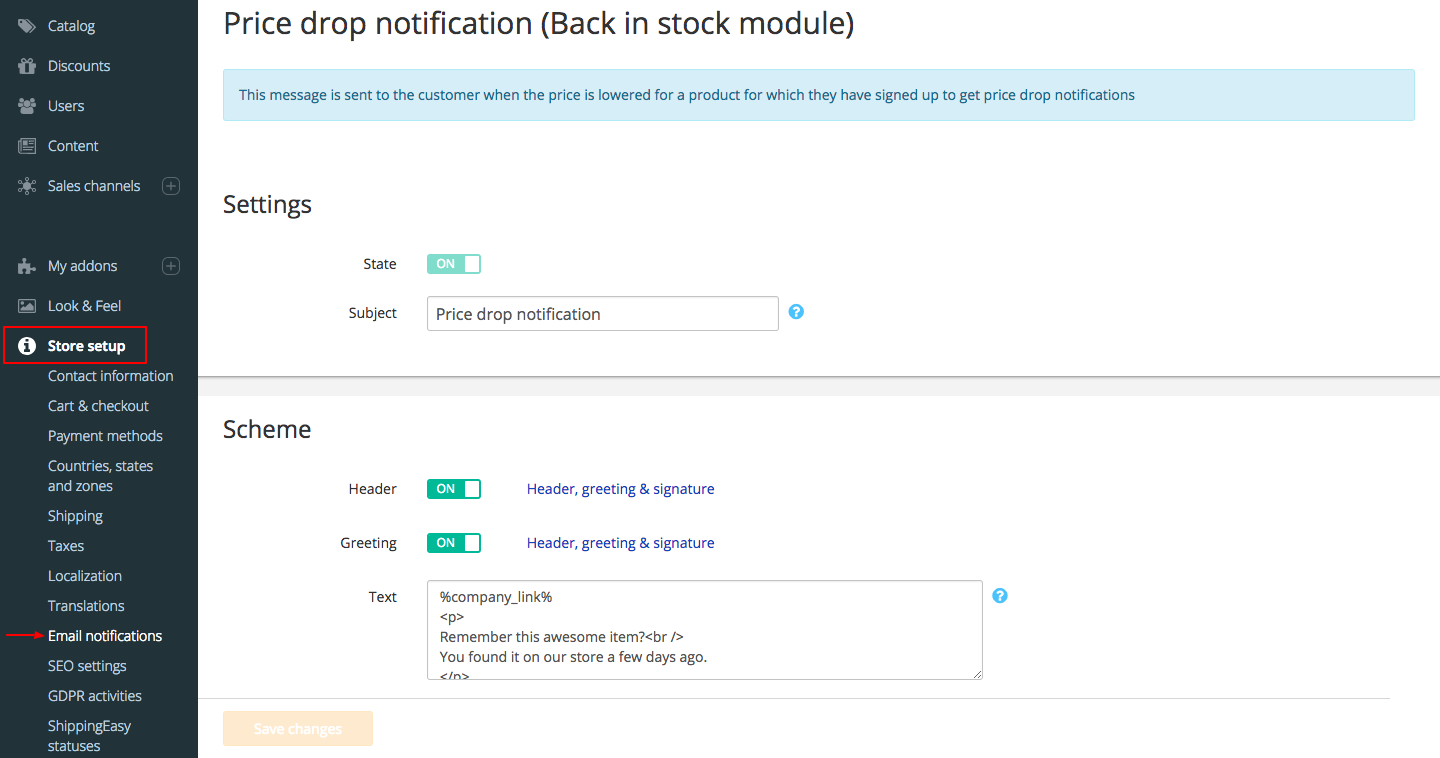 Catalog
Discounts
Users
Content
Sales channels
My addons
Look & Feel
Store setup
Contact information
Cart & checkout
Payment methods
Countries, states
and zones
Shipping
Taxes
Localization
Translations
Email notifications
SEO settings
GDPR activities
ShippingEasy
statuses
Price drop notification (Back in stock module)
This message is sent to the customer when the price is lowered for a product for which they have signed up to get price drop notifications
Settings
State ON
Subject Price drop notification ?
Scheme
Header ON Header, greeting & signature
Greeting ON Header, greeting & signature
Text %company_link% ?
<p>
Remember this awesome item?<br />
You found it on our store a few days ago.
</p>
Save changes